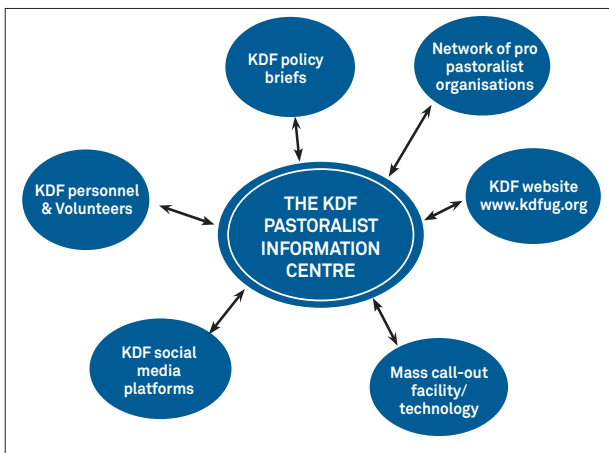 KDF policy
briefs
Network of pro
pastoralist
organisations
KDF personnel
& Volunteers
THE KDF
PASTORALIST
INFORMATION
CENTRE
KDF website
www.kdfug.org
KDF social
media
platforms
Mass call-out
facility/
technology